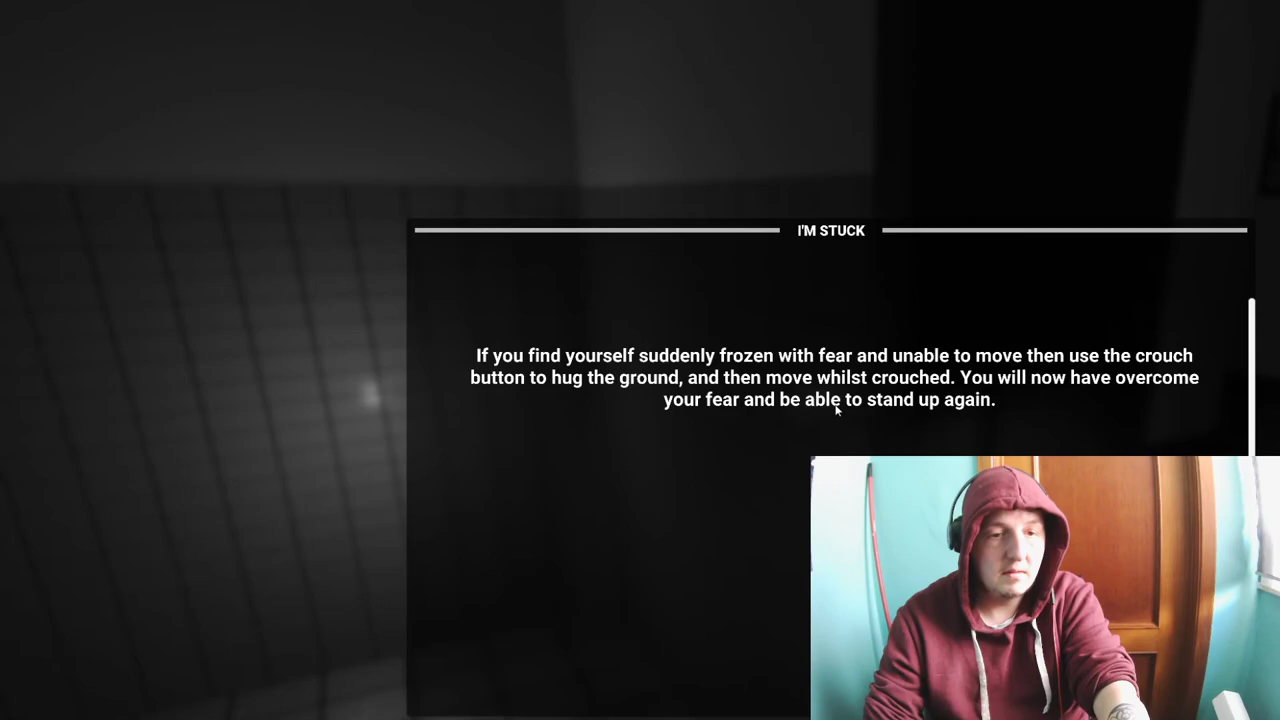 I'M STUCK
If you find yourself suddenly frozen with fear and unable to move then use the crouch
button to hug the ground, and then move whilst crouched. You will now have overcome
your fear and be able to stand up again.